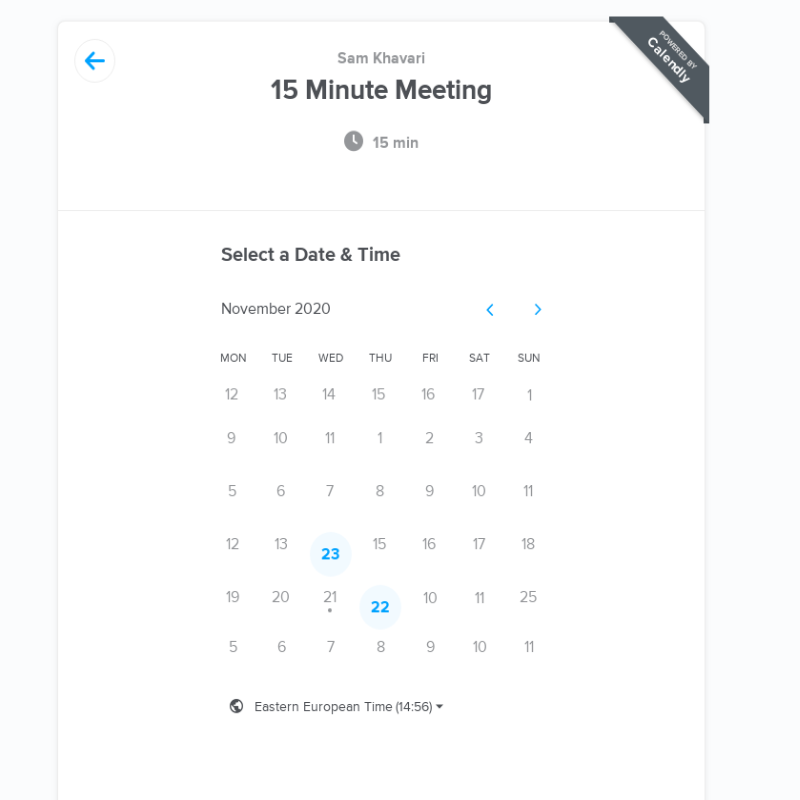 Sam Khavari
15 Minute Meeting
15 min
POWERED BY
Calendly
Select a Date & Time
November 2020
MON TUE WED THU FRI SAT SUN
12 13 14 15 16 17 1
9 10 11 1 2 3 4
5 6 7 8 9 10 11
12 13 23 15 16 17 18
19 20 21 22 10 11 25
5 6 7 8 9 10 11
Eastern European Time (14:56)